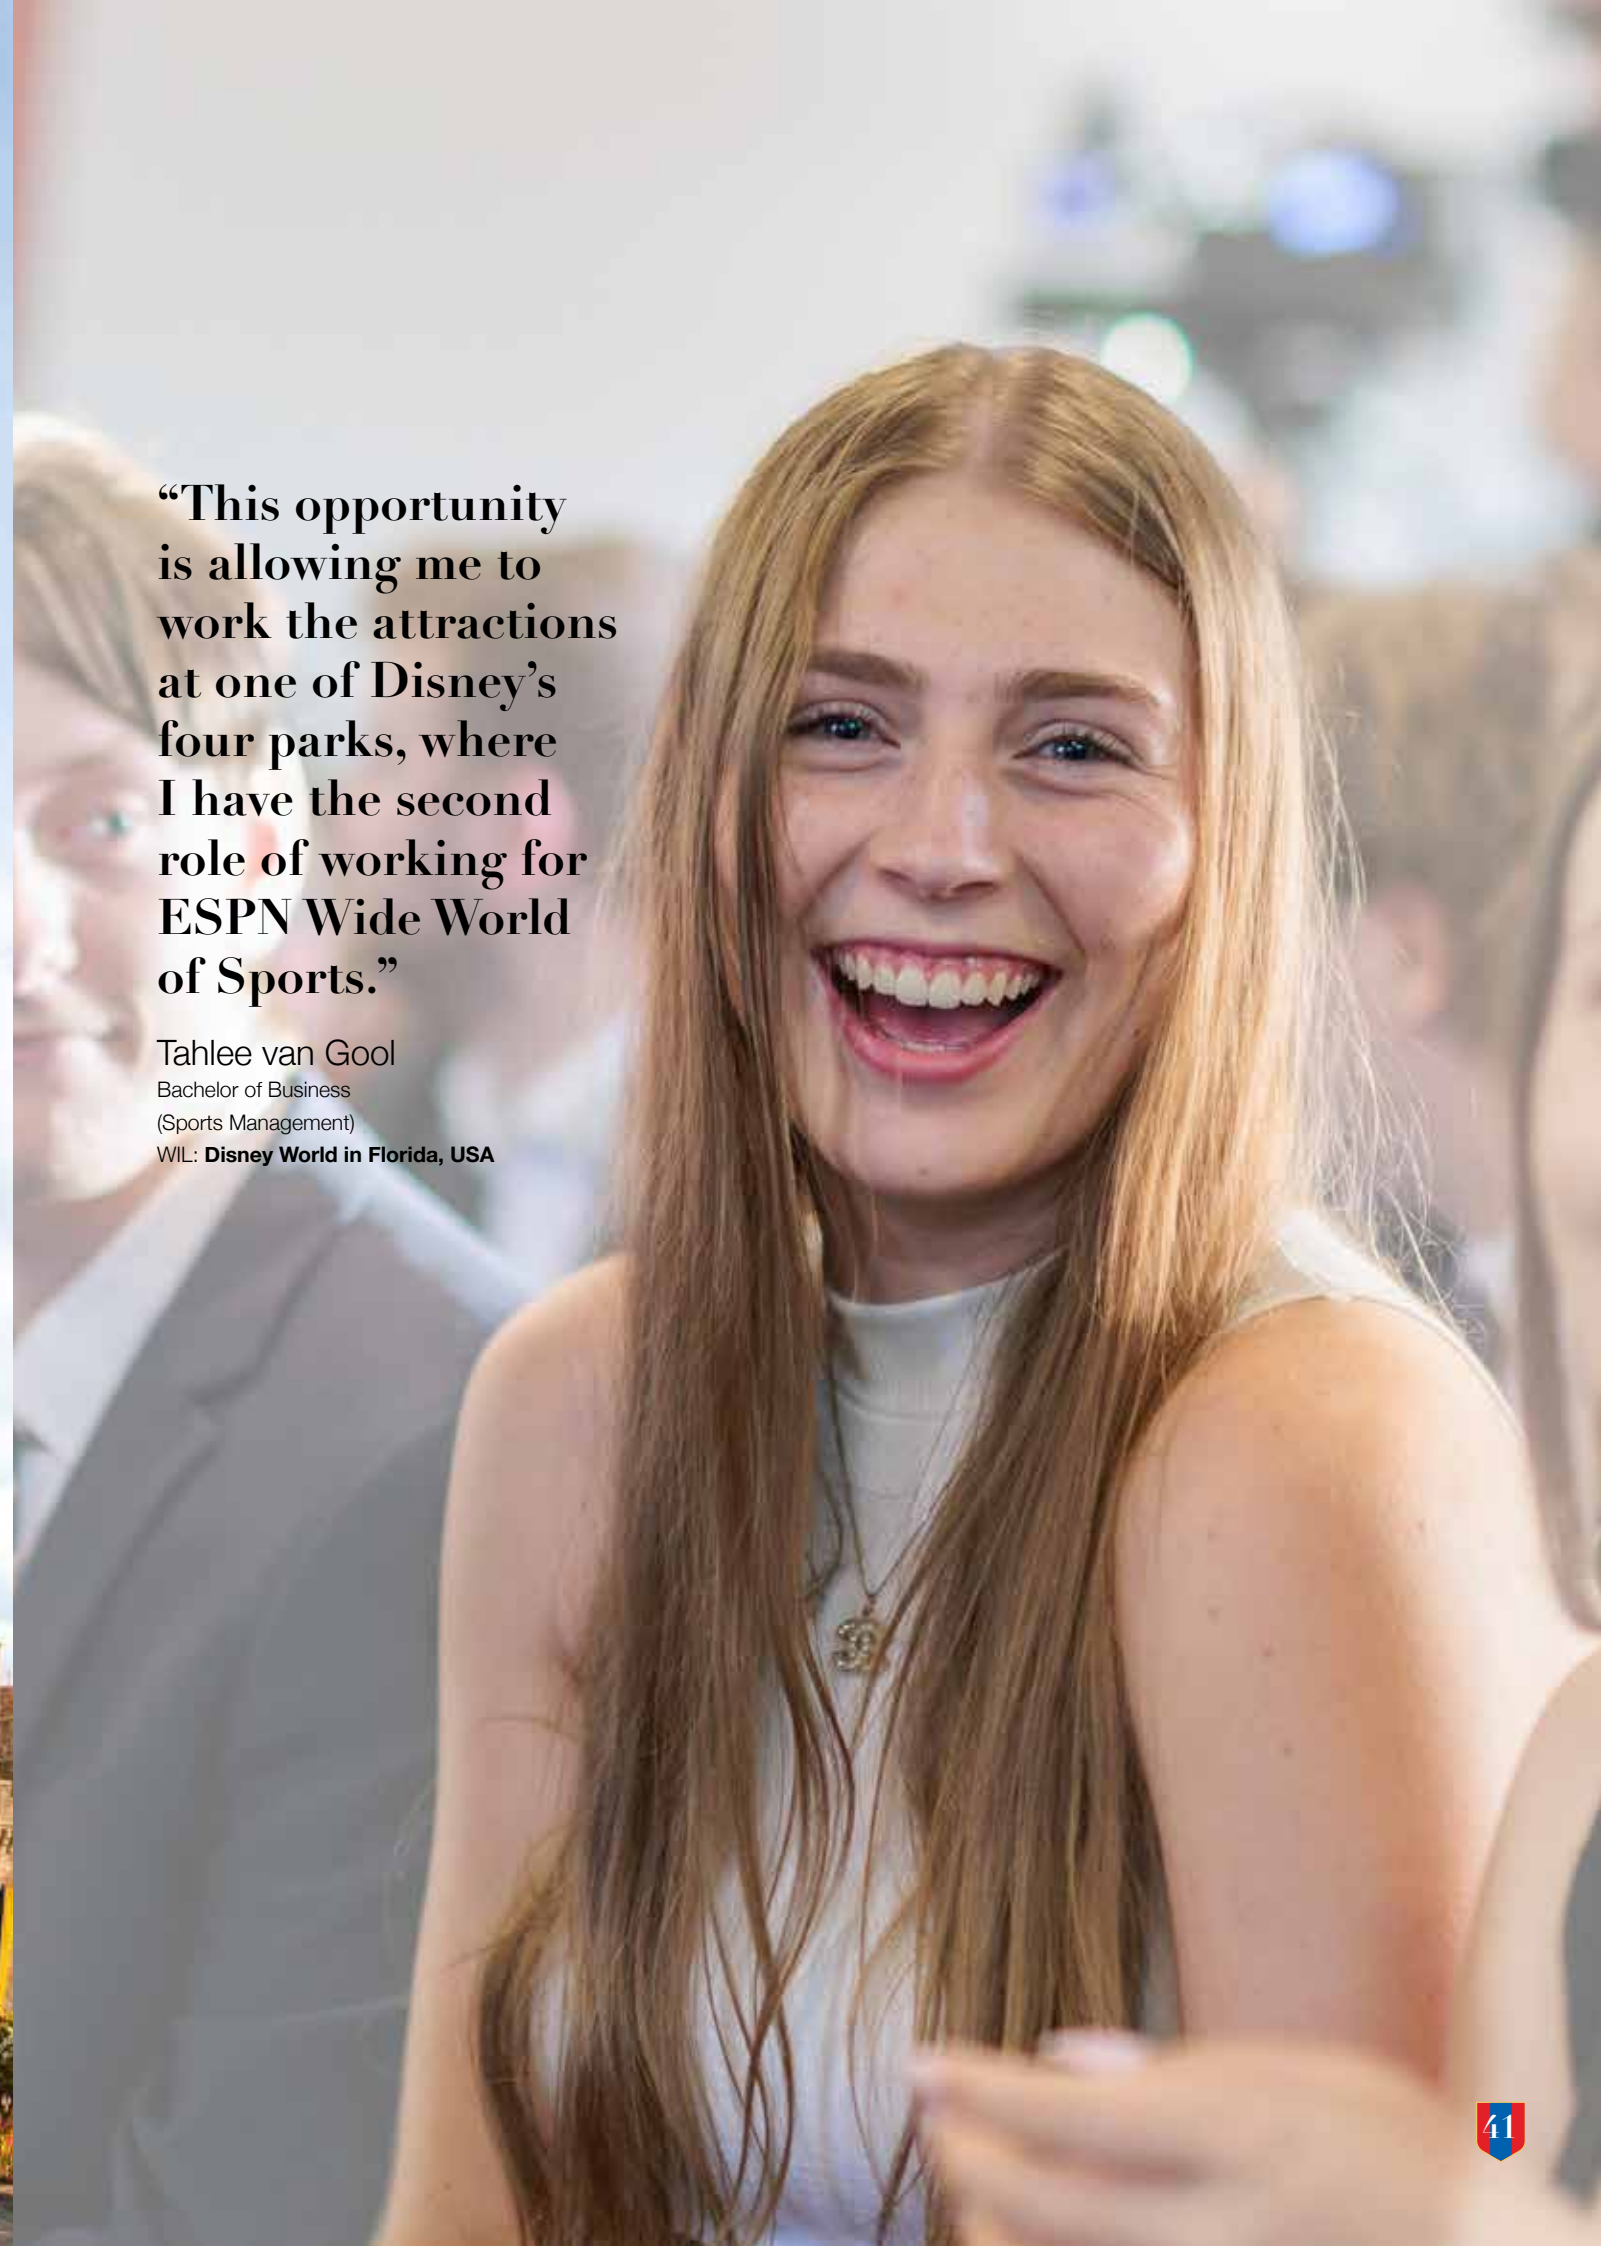 “This opportunity
is allowing me to
work the attractions
at one of Disney’s
four parks, where
I have the second
role of working for
ESPN Wide World
of Sports.”
Tahlee van Gool
Bachelor of Business
(Sports Management)
WIL: Disney World in Florida, USA
41